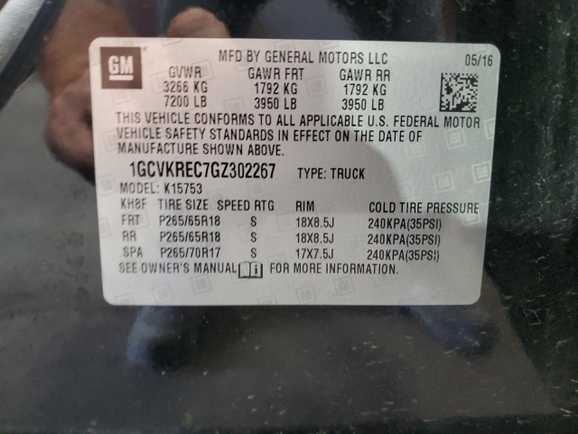 GM
MFD BY GENERAL MOTORS LLC 05/16
GVWR GAWR FRT GAWR RR
3266 KG 1792 KG 1792 KG
7200 LB 3950 LB 3950 LB
THIS VEHICLE CONFORMS TO ALL APPLICABLE U.S. FEDERAL MOTOR
VEHICLE SAFETY STANDARDS IN EFFECT ON THE DATE OF
MANUFACTURE SHOWN ABOVE.
1GCVKREC7GZ302267 TYPE: TRUCK
MODEL: K15753
KH8F TIRE SIZE SPEED RTG RIM COLD TIRE PRESSURE
FRT P265/65R18 S 18X8.5J 240KPA(35PSI)
RR P265/65R18 S 18X8.5J 240KPA(35PSI)
SPA P265/70R17 S 17X7.5J 240KPA(35PSI)
SEE OWNER'S MANUAL FOR MORE INFORMATION.